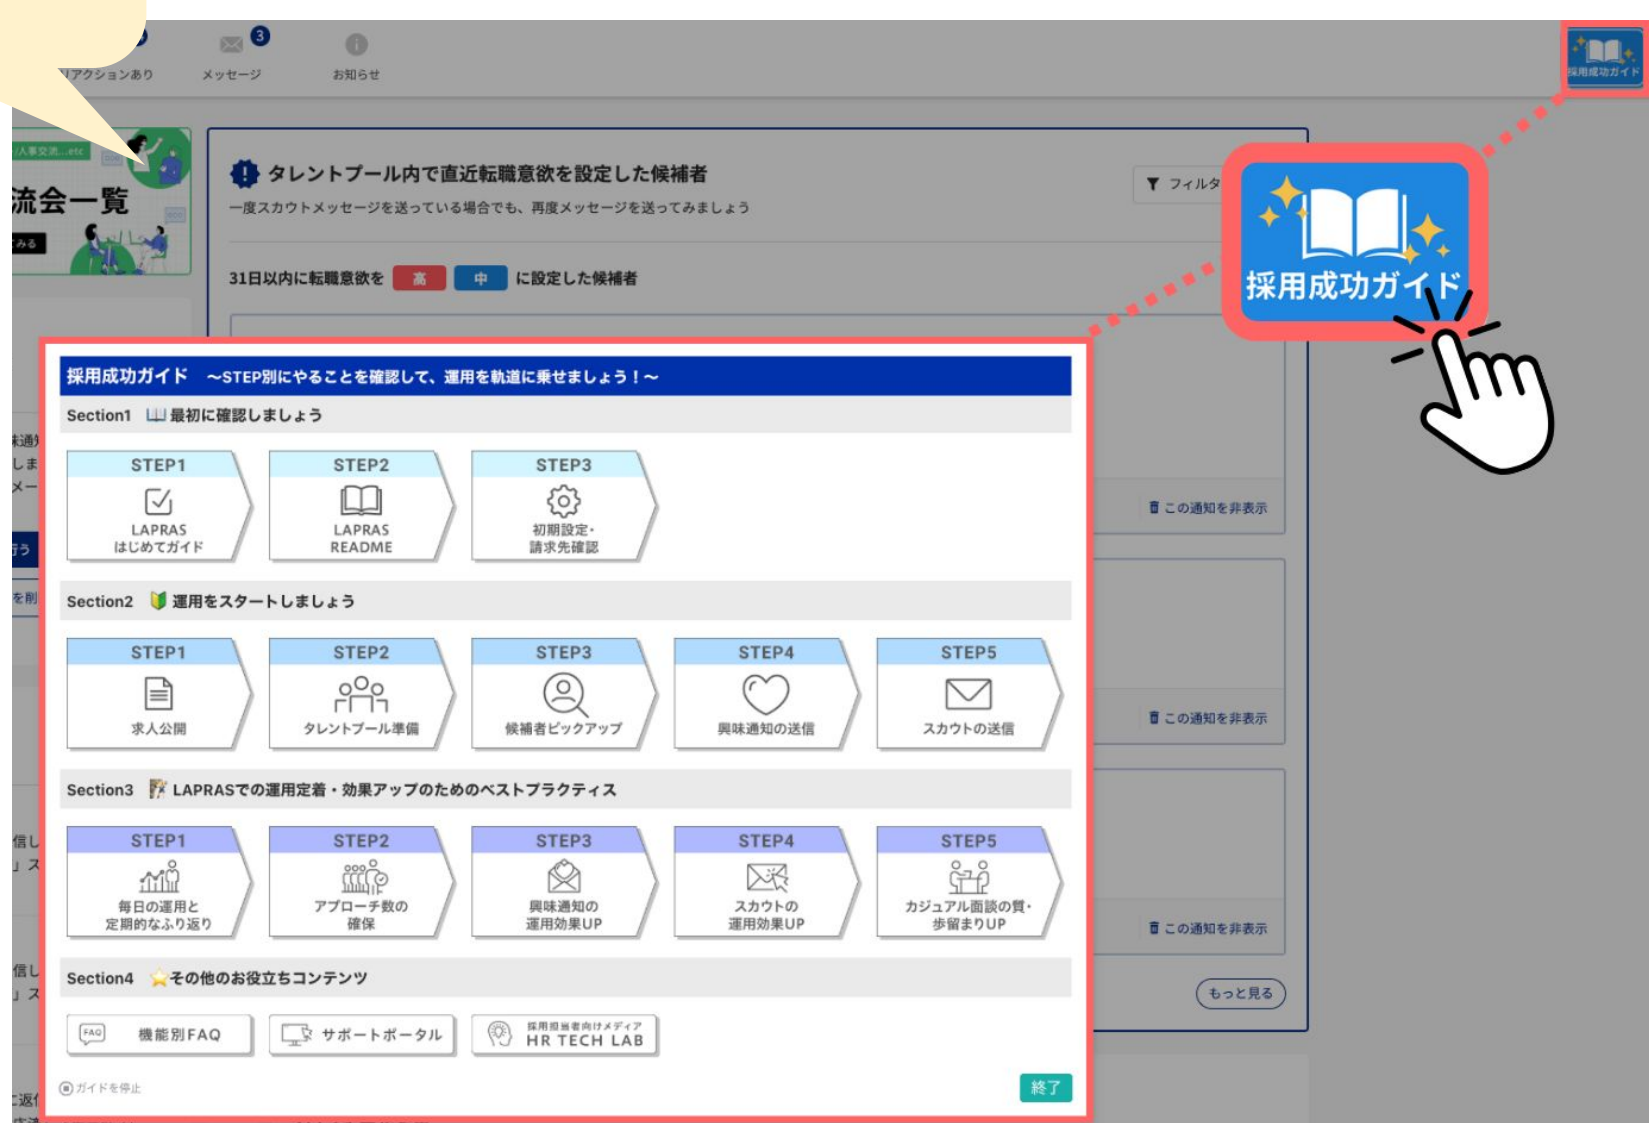 リアクションあり
3
メッセージ
お知らせ
採用成功ガイド
/人事交流...etc
流会一覧
てみる
タレントプール内で直近転職意欲を設定した候補者
一度スカウトメッセージを送っている場合でも、再度メッセージを送ってみましょう
フィルタ
31日以内に転職意欲を 高 中 に設定した候補者
採用成功ガイド
この通知を非表示
この通知を非表示
この通知を非表示
もっと見る
採用成功ガイド ～STEP別にやることを確認して、運用を軌道に乗せましょう！～
Section1 最初に確認しましょう
STEP1
LAPRAS
はじめてガイド
STEP2
LAPRAS
README
STEP3
初期設定・
請求先確認
Section2 運用をスタートしましょう
STEP1
求人公開
STEP2
タレントプール準備
STEP3
候補者ピックアップ
STEP4
興味通知の送信
STEP5
スカウトの送信
Section3 LAPRASでの運用定着・効果アップのためのベストプラクティス
STEP1
毎日の運用と
定期的なふり返り
STEP2
アプローチ数の
確保
STEP3
興味通知の
運用効果UP
STEP4
スカウトの
運用効果UP
STEP5
カジュアル面談の質・
歩留まりUP
Section4 その他のお役立ちコンテンツ
FAQ 機能別FAQ
サポートポータル
採用担当者向けメディア
HR TECH LAB
ガイドを停止
終了